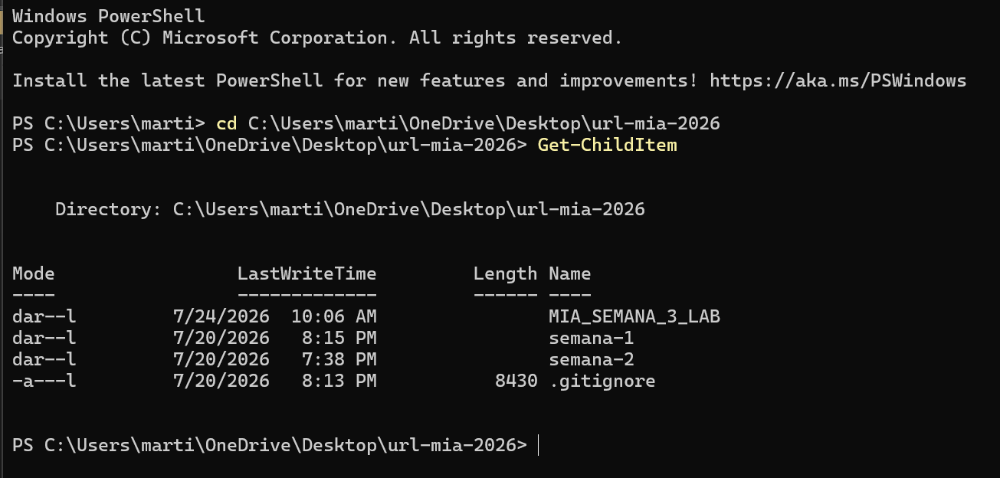 Windows PowerShell
Copyright (C) Microsoft Corporation. All rights reserved.
Install the latest PowerShell for new features and improvements! https://aka.ms/PSWindows
PS C:\Users\marti> cd C:\Users\marti\OneDrive\Desktop\url-mia-2026
PS C:\Users\marti\OneDrive\Desktop\url-mia-2026> Get-ChildItem
    Directory: C:\Users\marti\OneDrive\Desktop\url-mia-2026
Mode                 LastWriteTime         Length Name
----                 -------------         ------ ----
dar--l         7/24/2026  10:06 AM                MIA_SEMANA_3_LAB
dar--l         7/20/2026   8:15 PM                semana-1
dar--l         7/20/2026   7:38 PM                semana-2
-a---l         7/20/2026   8:13 PM           8430 .gitignore
PS C:\Users\marti\OneDrive\Desktop\url-mia-2026>